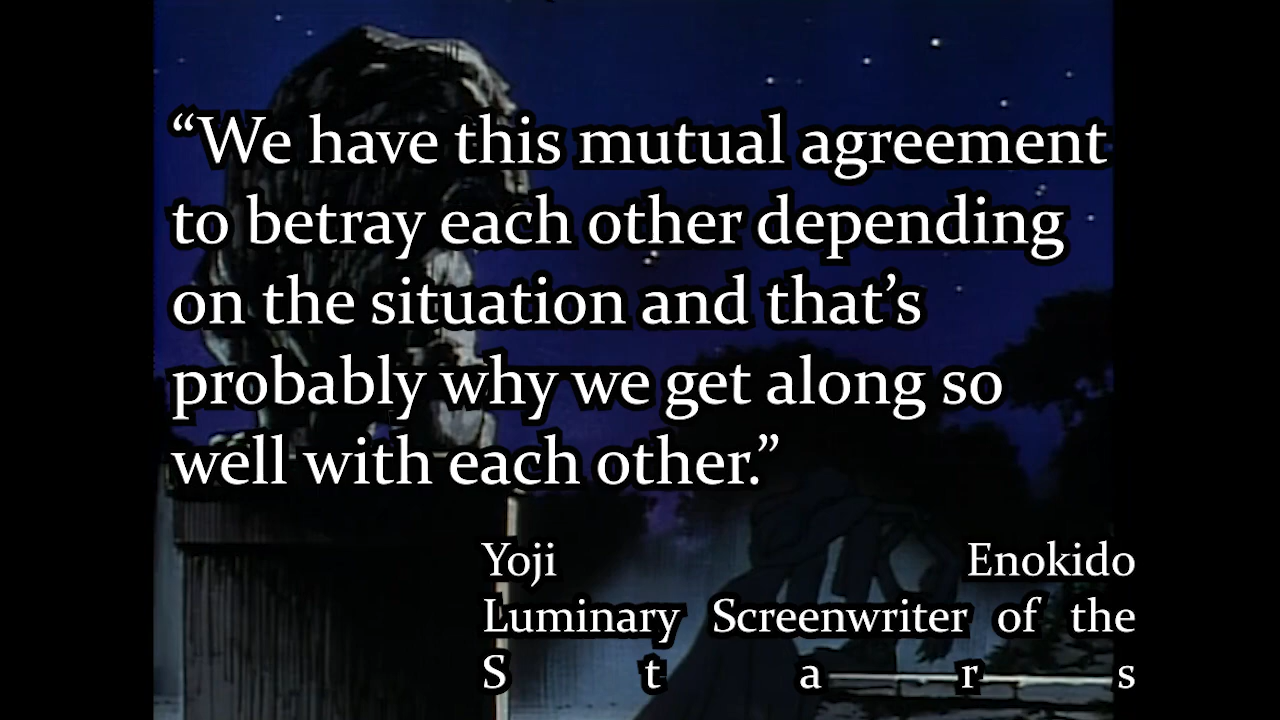 “We have this mutual agreement
to betray each other depending
on the situation and that’s
probably why we get along so
well with each other.”
Yoji Enokido
Luminary Screenwriter of the
S t a r s